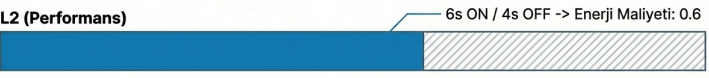 L2 (Performans)
6s ON / 4s OFF -> Enerji Maliyeti: 0.6